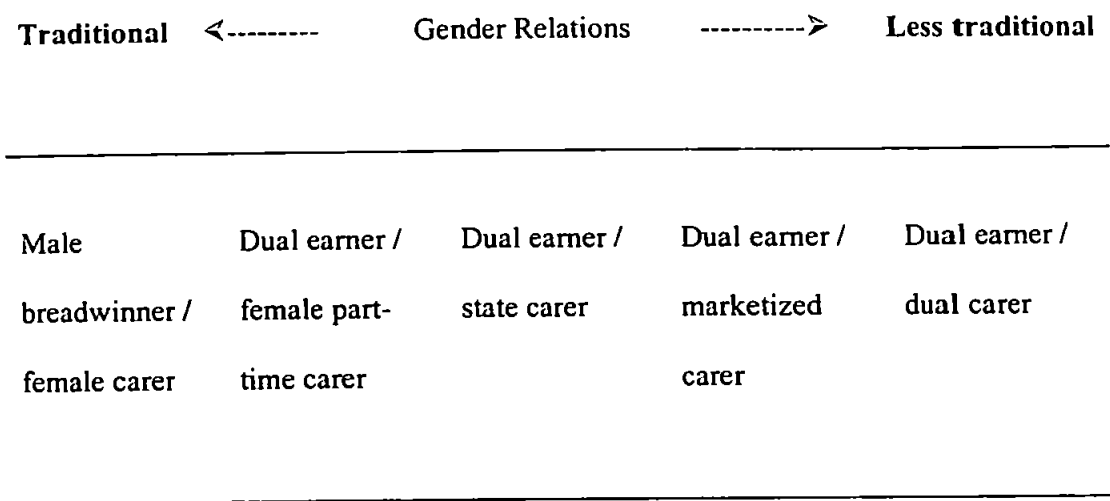 Traditional <--------- Gender Relations ----------> Less traditional
Male Dual earner / Dual earner / Dual earner / Dual earner /
breadwinner / female part- state carer marketized dual carer
female carer time carer carer